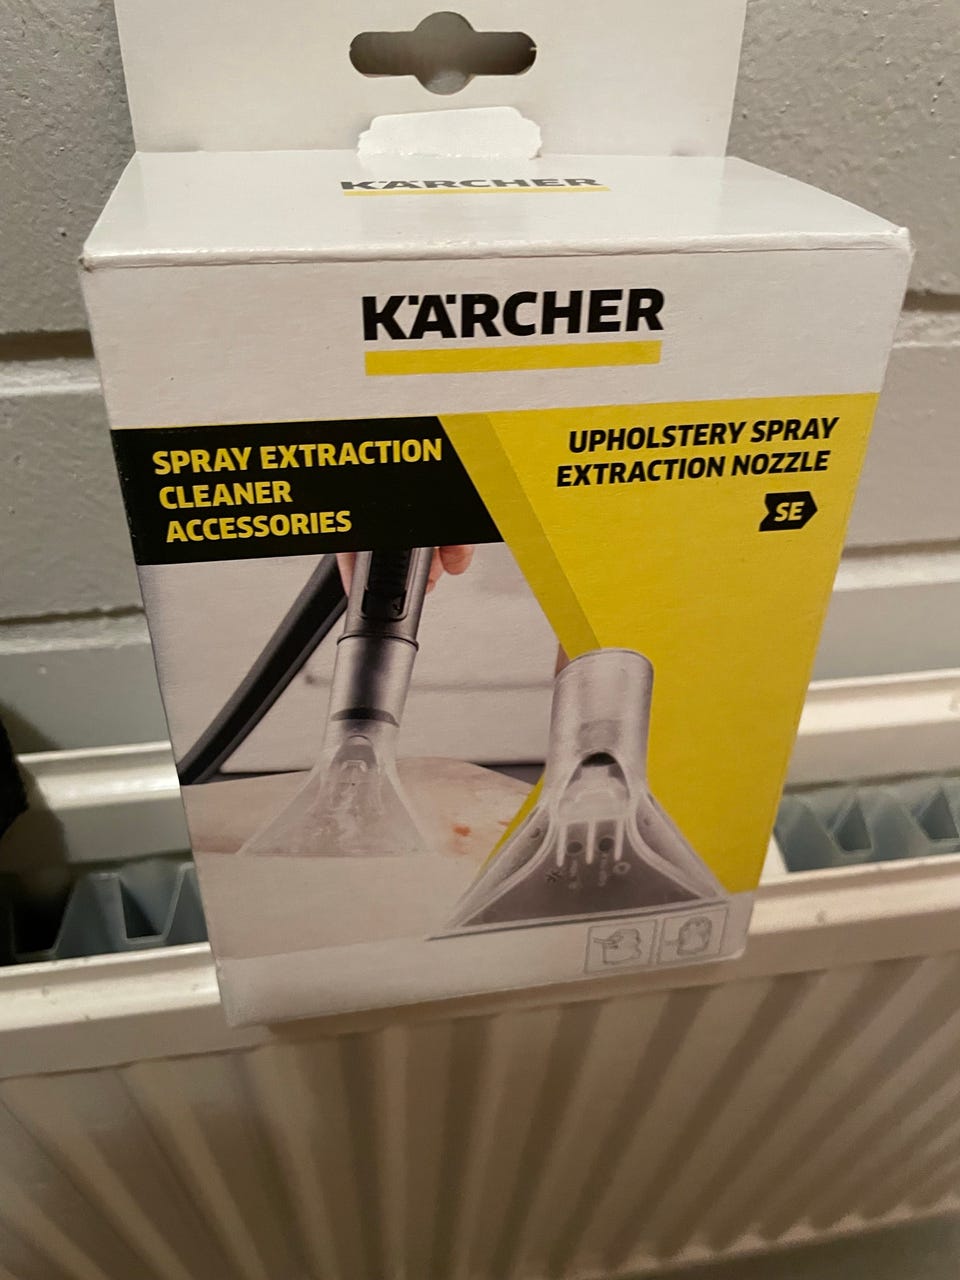 KÄRCHER
KÄRCHER
SPRAY EXTRACTION
CLEANER
ACCESSORIES
UPHOLSTERY SPRAY
EXTRACTION NOZZLE
SE